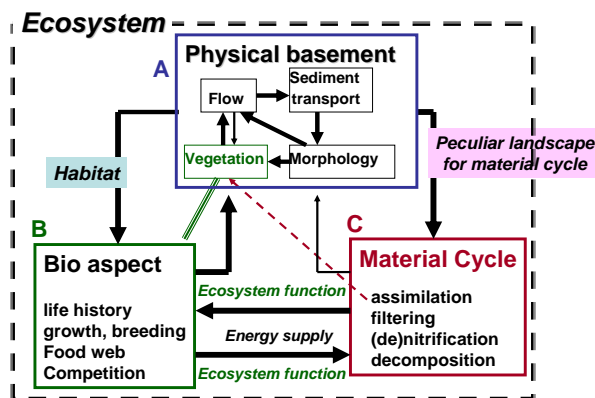 Ecosystem
A
Physical basement
Flow
Sediment
transport
Vegetation
Morphology
Habitat
Peculiar landscape
for material cycle
B
Bio aspect
life history
growth, breeding
Food web
Competition
Ecosystem function
Energy supply
Ecosystem function
C
Material Cycle
assimilation
filtering
(de)nitrification
decomposition